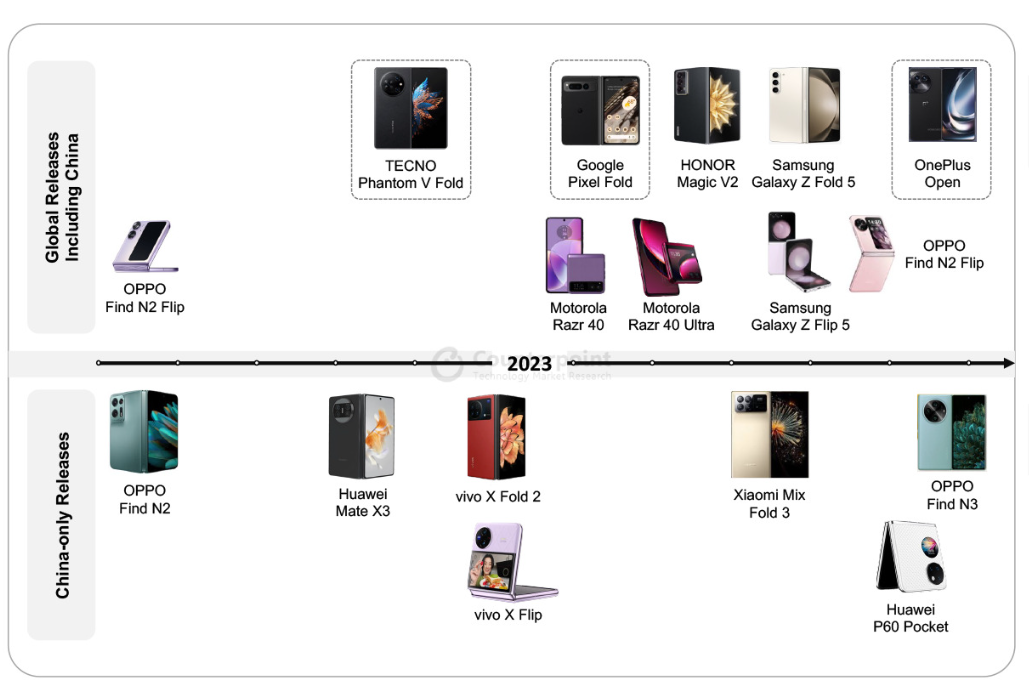 Global Releases
Including China
TECNO
Phantom V Fold
Google
Pixel Fold
HONOR
Magic V2
Samsung
Galaxy Z Fold 5
OnePlus
Open
OPPO
Find N2 Flip
Motorola
Razr 40
Motorola
Razr 40 Ultra
Samsung
Galaxy Z Flip 5
OPPO
Find N2 Flip
Counterpoint
Technology Market Research
2023
China-only Releases
OPPO
Find N2
Huawei
Mate X3
vivo X Fold 2
Xiaomi Mix
Fold 3
OPPO
Find N3
vivo X Flip
Huawei
P60 Pocket